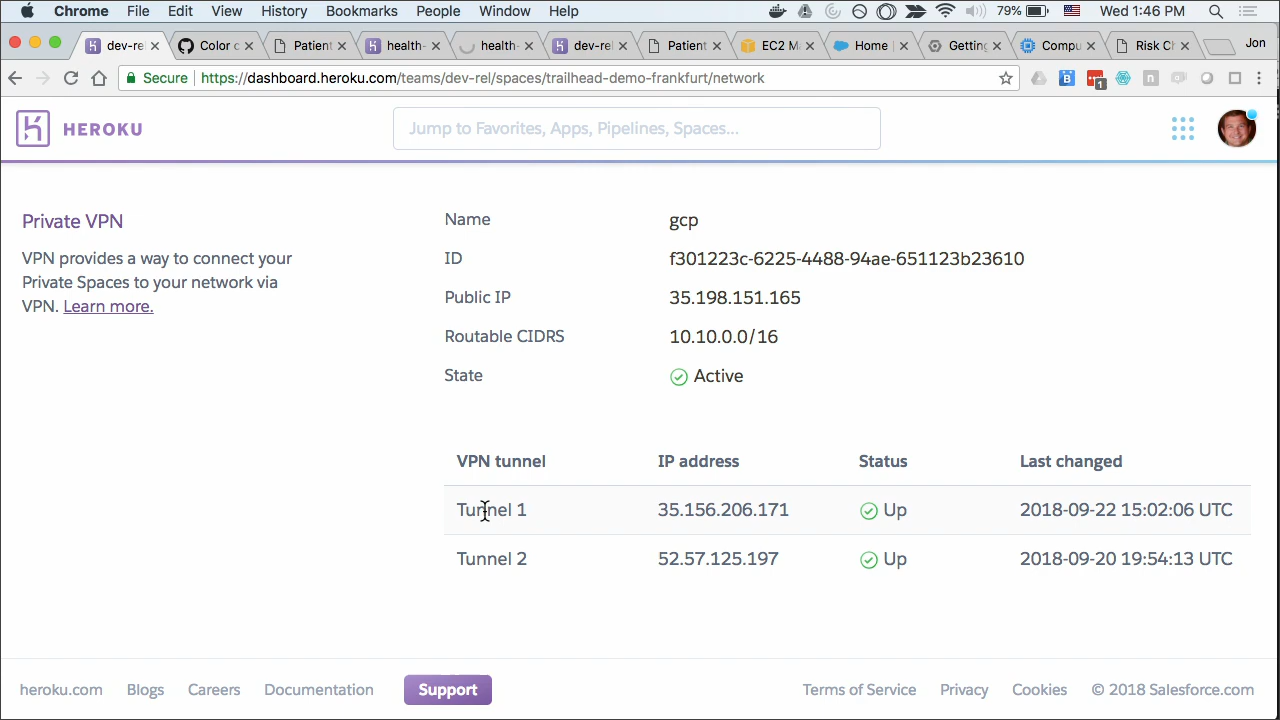 Chrome File Edit View History Bookmarks People Window Help 79% Wed 1:46 PM
dev-rel Color c Patient health- health- dev-rel Patient EC2 M Home Getting Compu Risk Ch Jon
Secure https://dashboard.heroku.com/teams/dev-rel/spaces/trailhead-demo-frankfurt/network
HEROKU Jump to Favorites, Apps, Pipelines, Spaces...
Private VPN
VPN provides a way to connect your
Private Spaces to your network via
VPN. Learn more.
Name gcp
ID f301223c-6225-4488-94ae-651123b23610
Public IP 35.198.151.165
Routable CIDRS 10.10.0.0/16
State Active
VPN tunnel IP address Status Last changed
Tunnel 1 35.156.206.171 Up 2018-09-22 15:02:06 UTC
Tunnel 2 52.57.125.197 Up 2018-09-20 19:54:13 UTC
heroku.com Blogs Careers Documentation Support Terms of Service Privacy Cookies © 2018 Salesforce.com